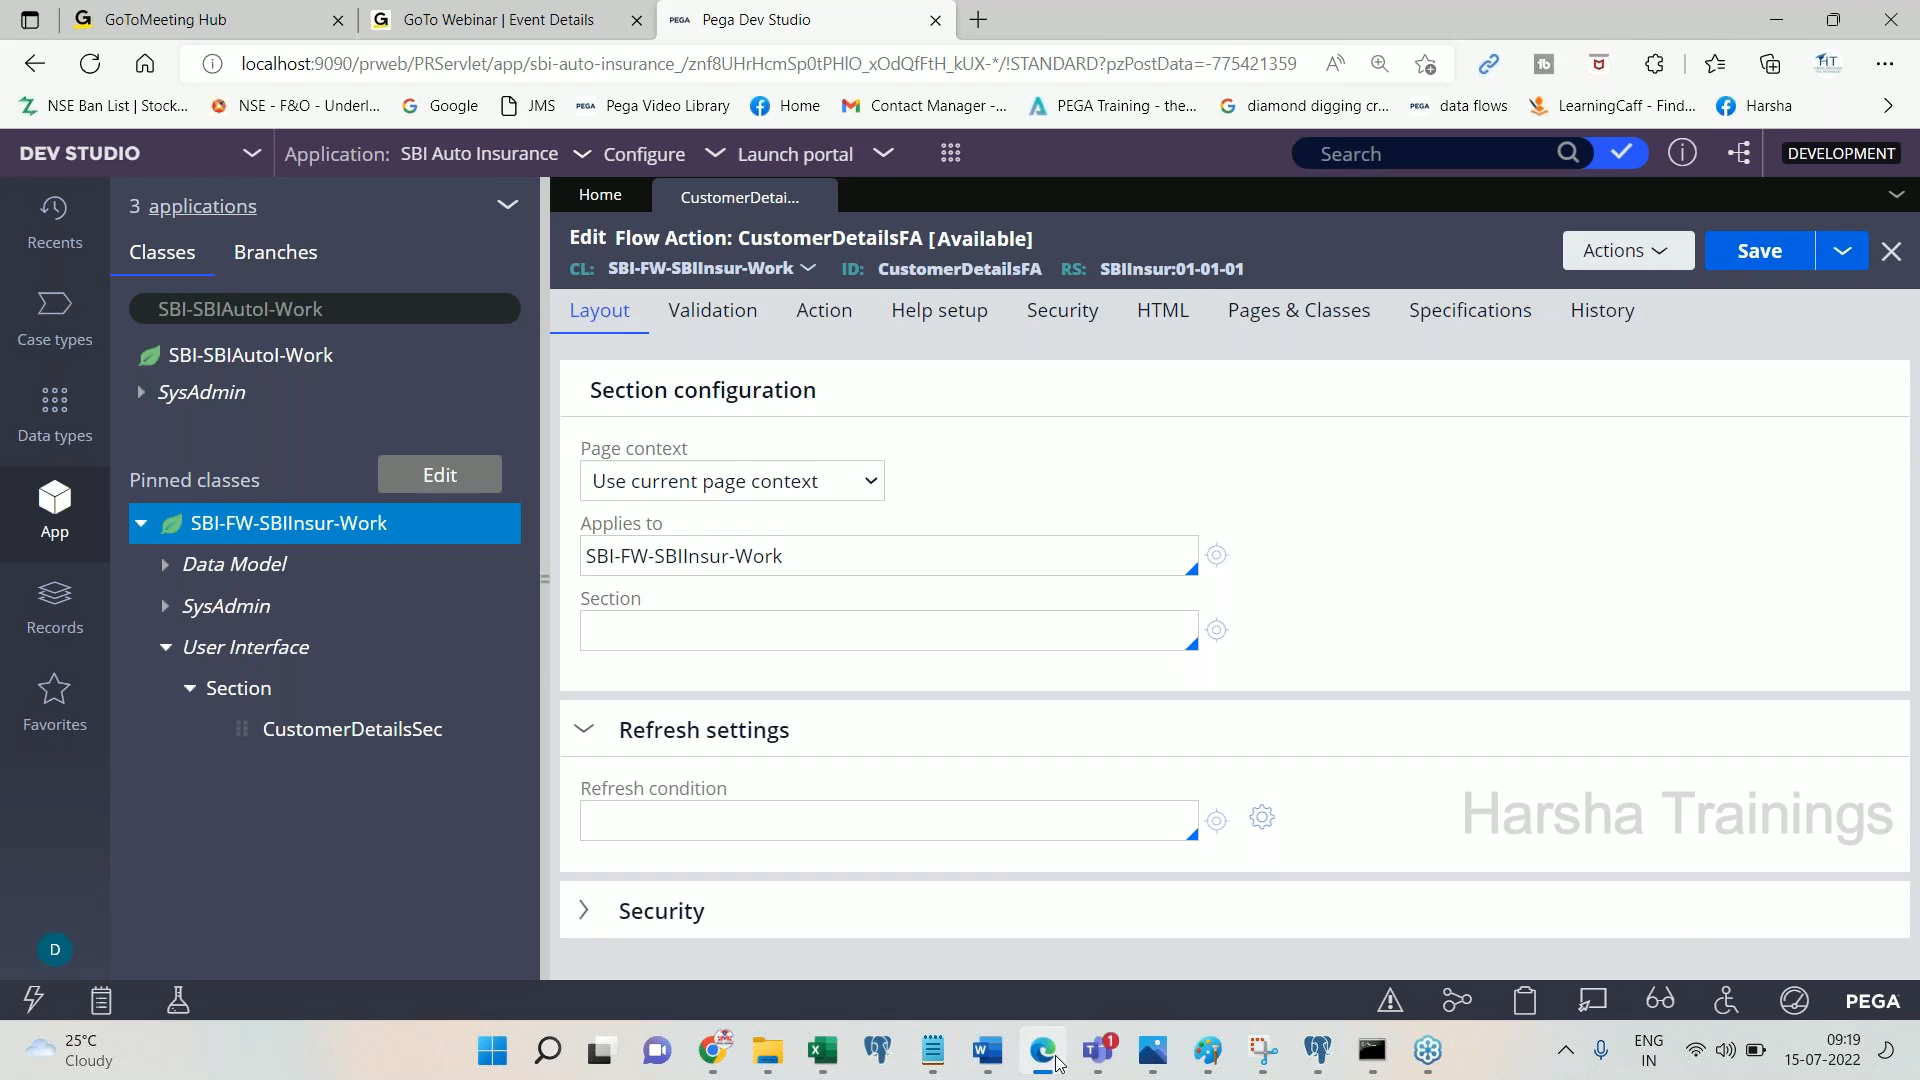 GoToMeeting Hub
GoTo Webinar | Event Details
PEGA Pega Dev Studio
localhost:9090/prweb/PRServlet/app/sbi-auto-insurance_/znf8UHrHcmSp0tPHlO_xOdQfFtH_kUX-*/!STANDARD?pzPostData=-775421359
NSE Ban List | Stock...
NSE - F&O - Underl...
Google
JMS
PEGA Pega Video Library
Home
Contact Manager -...
PEGA Training - the...
diamond digging cr...
PEGA data flows
LearningCaff - Find...
Harsha
DEV STUDIO
Application: SBI Auto Insurance
Configure
Launch portal
Search
DEVELOPMENT
Recents
Case types
Data types
App
Records
Favorites
D
3 applications
Classes
Branches
SBI-SBIAutoI-Work
SBI-SBIAutoI-Work
SysAdmin
Pinned classes
Edit
SBI-FW-SBIInsur-Work
Data Model
SysAdmin
User Interface
Section
CustomerDetailsSec
Home
CustomerDetai...
Edit Flow Action: CustomerDetailsFA [Available]
CL: SBI-FW-SBIInsur-Work ID: CustomerDetailsFA RS: SBIInsur:01-01-01
Actions
Save
Layout
Validation
Action
Help setup
Security
HTML
Pages & Classes
Specifications
History
Section configuration
Page context
Use current page context
Applies to
SBI-FW-SBIInsur-Work
Section
Refresh settings
Refresh condition
Harsha Trainings
Security
PEGA
25°C
Cloudy
1
ENG
IN
09:19
15-07-2022